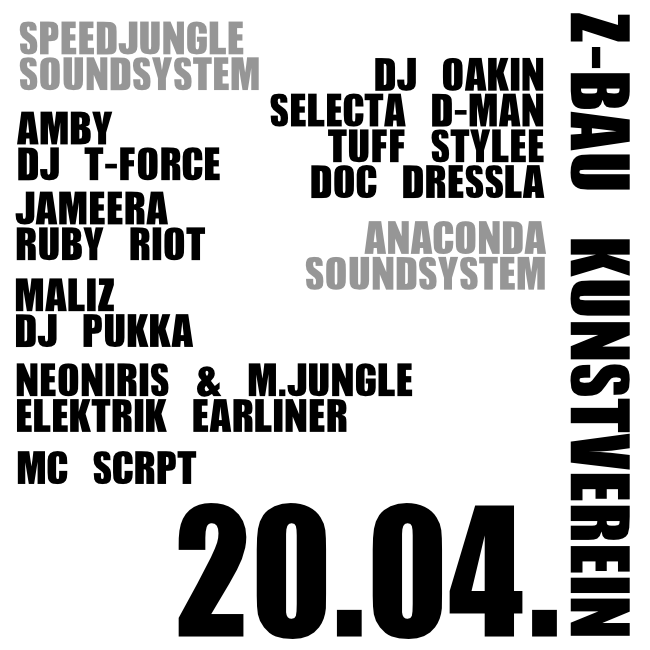 SPEEDJUNGLE
SOUNDSYSTEM
AMBY
DJ T-FORCE
JAMEERA
RUBY RIOT
MALIZ
DJ PUKKA
NEONIRIS & M.JUNGLE
ELEKTRIK EARLINER
MC SCRPT
DJ OAKIN
SELECTA D-MAN
TUFF STYLEE
DOC DRESSLA
ANACONDA
SOUNDSYSTEM
20.04.
Z-BAU KUNSTVEREIN